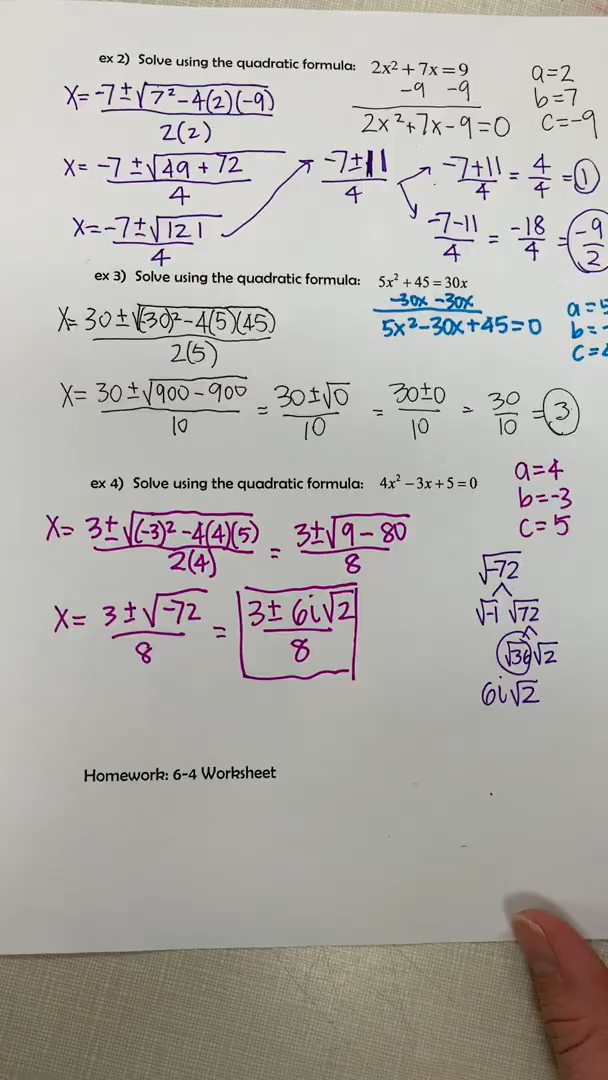 ex 2) Solve using the quadratic formula: 2x² + 7x = 9
-9 -9
2x²+7x-9=0
a=2
b=7
c=-9
X= -7±√(7²-4(2)(-9)) / 2(2)
X= -7±√(49+72) / 4
X= -7±√121 / 4
-7±11 / 4
-7+11 / 4 = 4/4 = 1
-7-11 / 4 = -18/4 = -9/2
ex 3) Solve using the quadratic formula: 5x² + 45 = 30x
-30x -30x
5x²-30x+45=0
a=5
b=-
c=
X= 30±√((30)²-4(5)(45)) / 2(5)
X= 30±√(900-900) / 10 = 30±√0 / 10 = 30±0 / 10 = 30/10 = 3
ex 4) Solve using the quadratic formula: 4x² - 3x + 5 = 0
a=4
b=-3
c=5
X= 3±√((-3)²-4(4)(5)) / 2(4) = 3±√(9-80) / 8
X= 3±√-72 / 8 = 3±6i√2 / 8
√-72
√-1 √72
√36 √2
6i√2
Homework: 6-4 Worksheet